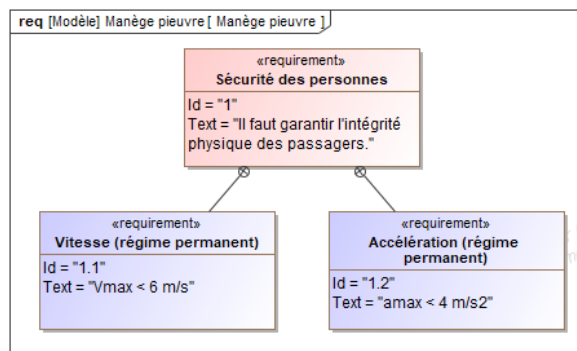 req [Modèle] Manège pieuvre [ Manège pieuvre ]
«requirement»
Sécurité des personnes
Id = "1"
Text = "Il faut garantir l'intégrité
physique des passagers."
«requirement»
Vitesse (régime permanent)
Id = "1.1"
Text = "Vmax < 6 m/s"
«requirement»
Accélération (régime
permanent)
Id = "1.2"
Text = "amax < 4 m/s2"